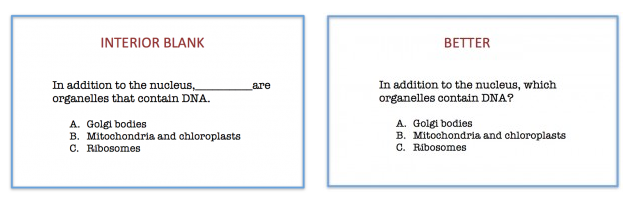 INTERIOR BLANK
In addition to the nucleus,__________are
organelles that contain DNA.
A. Golgi bodies
B. Mitochondria and chloroplasts
C. Ribosomes
BETTER
In addition to the nucleus, which
organelles contain DNA?
A. Golgi bodies
B. Mitochondria and chloroplasts
C. Ribosomes